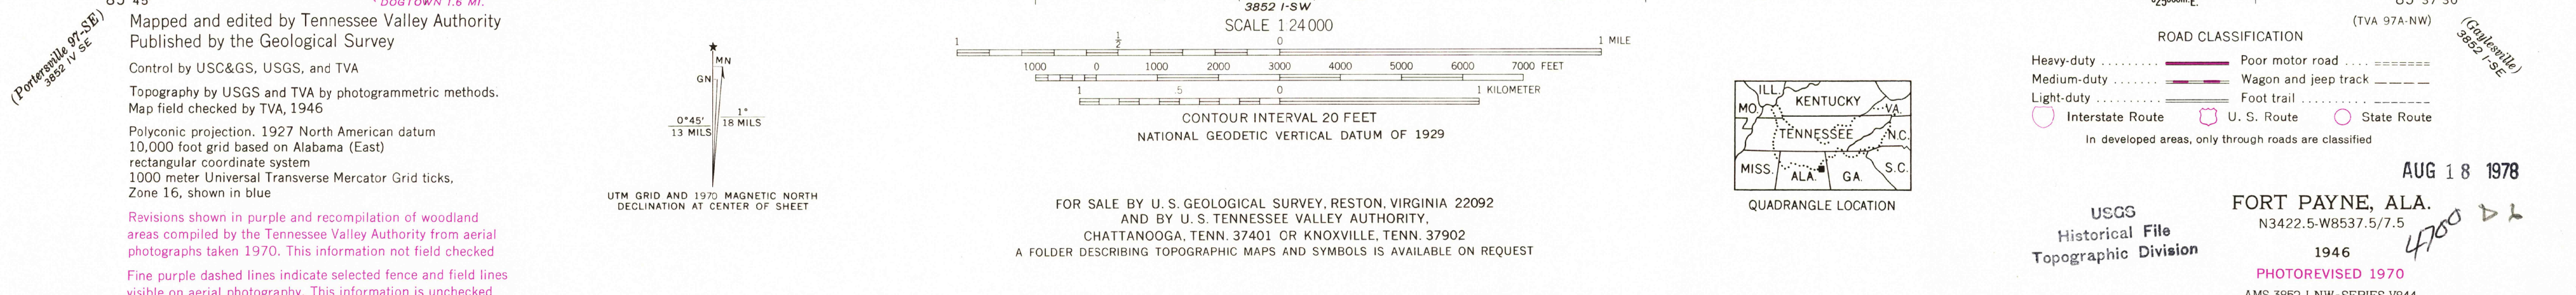 85°45'
DOGTOWN 1.6 MI.
(Portersville 97-SE)
3852 IV SE
Mapped and edited by Tennessee Valley Authority
Published by the Geological Survey
Control by USC&GS, USGS, and TVA
Topography by USGS and TVA by photogrammetric methods.
Map field checked by TVA, 1946
Polyconic projection. 1927 North American datum
10,000 foot grid based on Alabama (East)
rectangular coordinate system
1000 meter Universal Transverse Mercator Grid ticks,
Zone 16, shown in blue
Revisions shown in purple and recompilation of woodland
areas compiled by the Tennessee Valley Authority from aerial
photographs taken 1970. This information not field checked
Fine purple dashed lines indicate selected fence and field lines
visible on aerial photography. This information is unchecked
★
MN
GN
0°45'
13 MILS
1°
18 MILS
UTM GRID AND 1970 MAGNETIC NORTH
DECLINATION AT CENTER OF SHEET
3852 I-SW
SCALE 1:24 000
1 ½ 0 1 MILE
1000 0 1000 2000 3000 4000 5000 6000 7000 FEET
1 .5 0 1 KILOMETER
CONTOUR INTERVAL 20 FEET
NATIONAL GEODETIC VERTICAL DATUM OF 1929
FOR SALE BY U. S. GEOLOGICAL SURVEY, RESTON, VIRGINIA 22092
AND BY U. S. TENNESSEE VALLEY AUTHORITY,
CHATTANOOGA, TENN. 37401 OR KNOXVILLE, TENN. 37902
A FOLDER DESCRIBING TOPOGRAPHIC MAPS AND SYMBOLS IS AVAILABLE ON REQUEST
ILL.
MO.
KENTUCKY
VA.
TENNESSEE
N.C.
MISS.
ALA.
GA.
S.C.
QUADRANGLE LOCATION
(TVA 97A-NW)
(Gaylesville)
3852 I-SE
ROAD CLASSIFICATION
Heavy-duty Poor motor road
Medium-duty Wagon and jeep track
Light-duty Foot trail
Interstate Route U. S. Route State Route
In developed areas, only through roads are classified
AUG 18 1978
USGS
Historical File
Topographic Division
FORT PAYNE, ALA.
N3422.5-W8537.5/7.5
4700
1946
PHOTOREVISED 1970
AMS 3852 I NW-SERIES V844